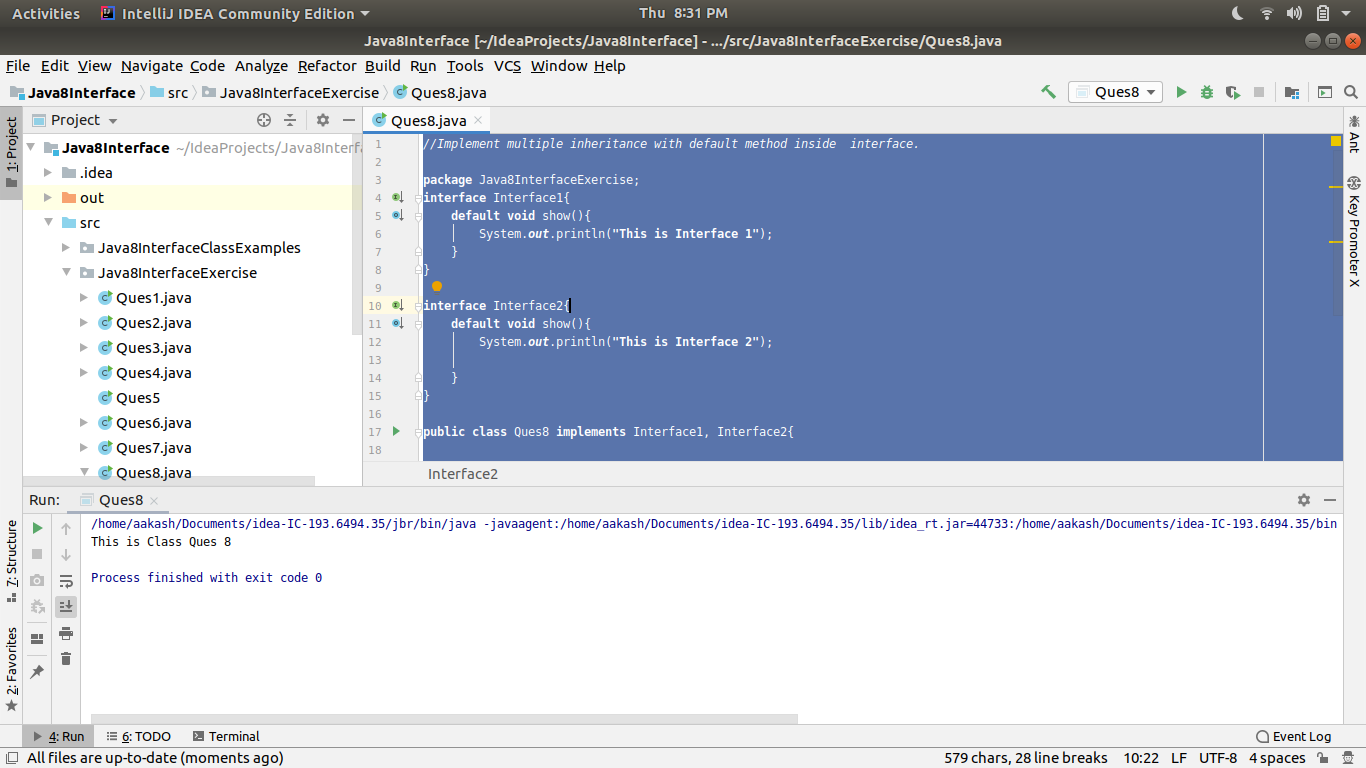 Activities IntelliJ IDEA Community Edition Thu 8:31 PM
Java8Interface [~/IdeaProjects/Java8Interface] - .../src/Java8InterfaceExercise/Ques8.java
File Edit View Navigate Code Analyze Refactor Build Run Tools VCS Window Help
Java8Interface src Java8InterfaceExercise Ques8.java Ques8
1: Project
Project
Java8Interface ~/IdeaProjects/Java8Interf
.idea
out
src
Java8InterfaceClassExamples
Java8InterfaceExercise
Ques1.java
Ques2.java
Ques3.java
Ques4.java
Ques5
Ques6.java
Ques7.java
Ques8.java
Ques8.java
1 //Implement multiple inheritance with default method inside  interface.
2
3 package Java8InterfaceExercise;
4 interface Interface1{
5 default void show(){
6 System.out.println("This is Interface 1");
7 }
8 }
9
10 interface Interface2{
11 default void show(){
12 System.out.println("This is Interface 2");
13
14 }
15 }
16
17 public class Ques8 implements Interface1, Interface2{
18
Interface2
Ant
Key Promoter X
Run: Ques8
/home/aakash/Documents/idea-IC-193.6494.35/jbr/bin/java -javaagent:/home/aakash/Documents/idea-IC-193.6494.35/lib/idea_rt.jar=44733:/home/aakash/Documents/idea-IC-193.6494.35/bin
This is Class Ques 8
Process finished with exit code 0
7: Structure
2: Favorites
4: Run 6: TODO Terminal Event Log
All files are up-to-date (moments ago) 579 chars, 28 line breaks 10:22 LF UTF-8 4 spaces